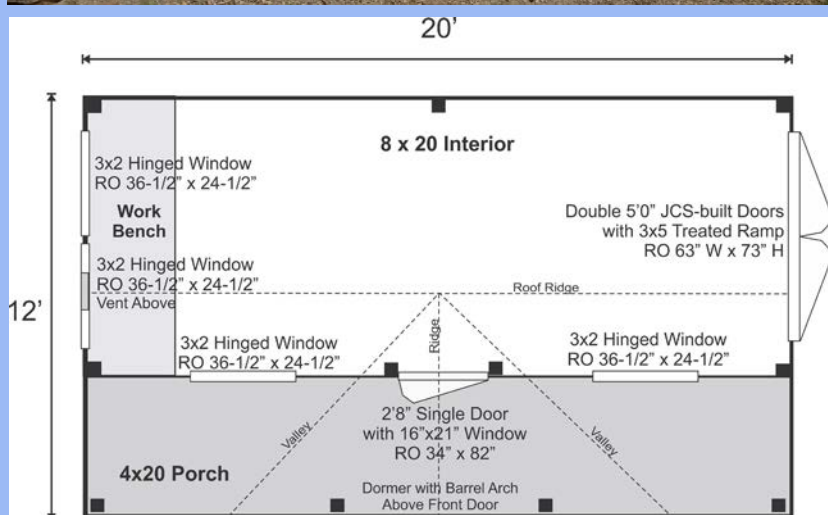 20'
8 x 20 Interior
3x2 Hinged Window
RO 36-1/2" x 24-1/2"
Work
Bench
Double 5'0" JCS-built Doors
with 3x5 Treated Ramp
RO 63" W x 73" H
3x2 Hinged Window
RO 36-1/2" x 24-1/2"
Vent Above
Roof Ridge
12'
3x2 Hinged Window
RO 36-1/2" x 24-1/2"
Ridge
3x2 Hinged Window
RO 36-1/2" x 24-1/2"
2'8" Single Door
with 16"x21" Window
RO 34" x 82"
Valley
Valley
4x20 Porch
Dormer with Barrel Arch
Above Front Door